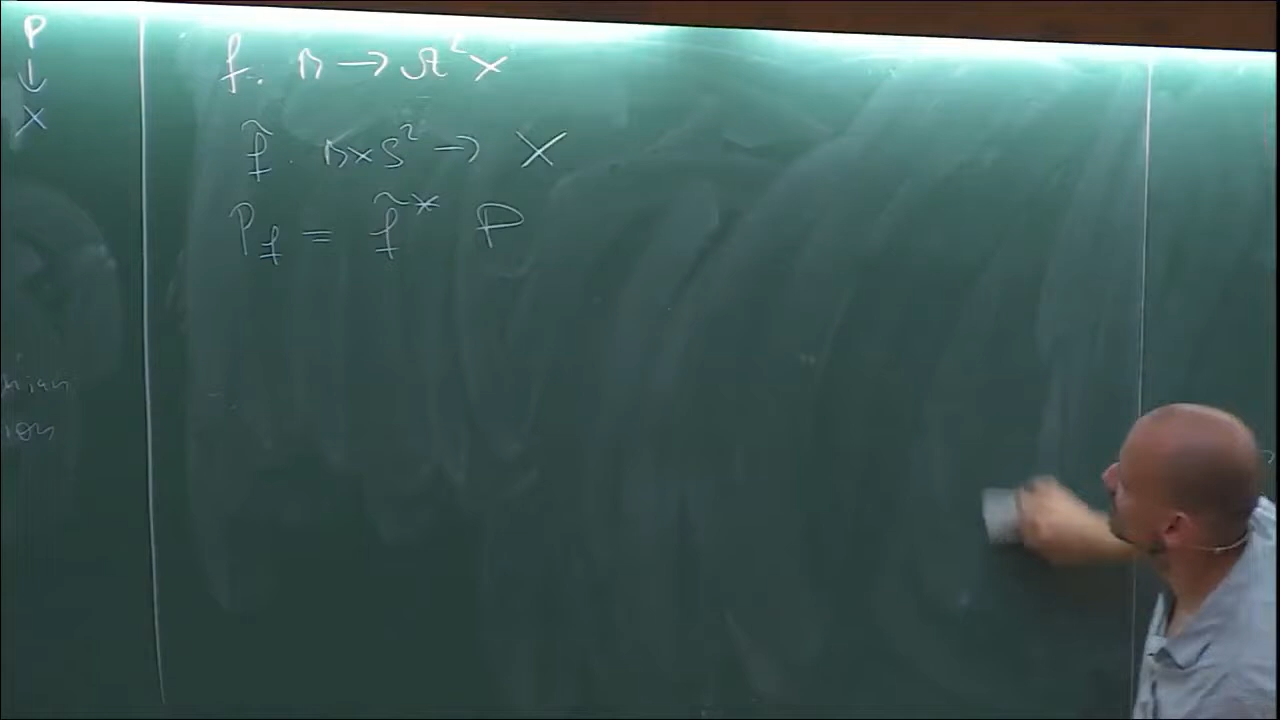 P
↓
X
f : B → Ω²X
f̃ : B×S² → X
P_f = f̃* P